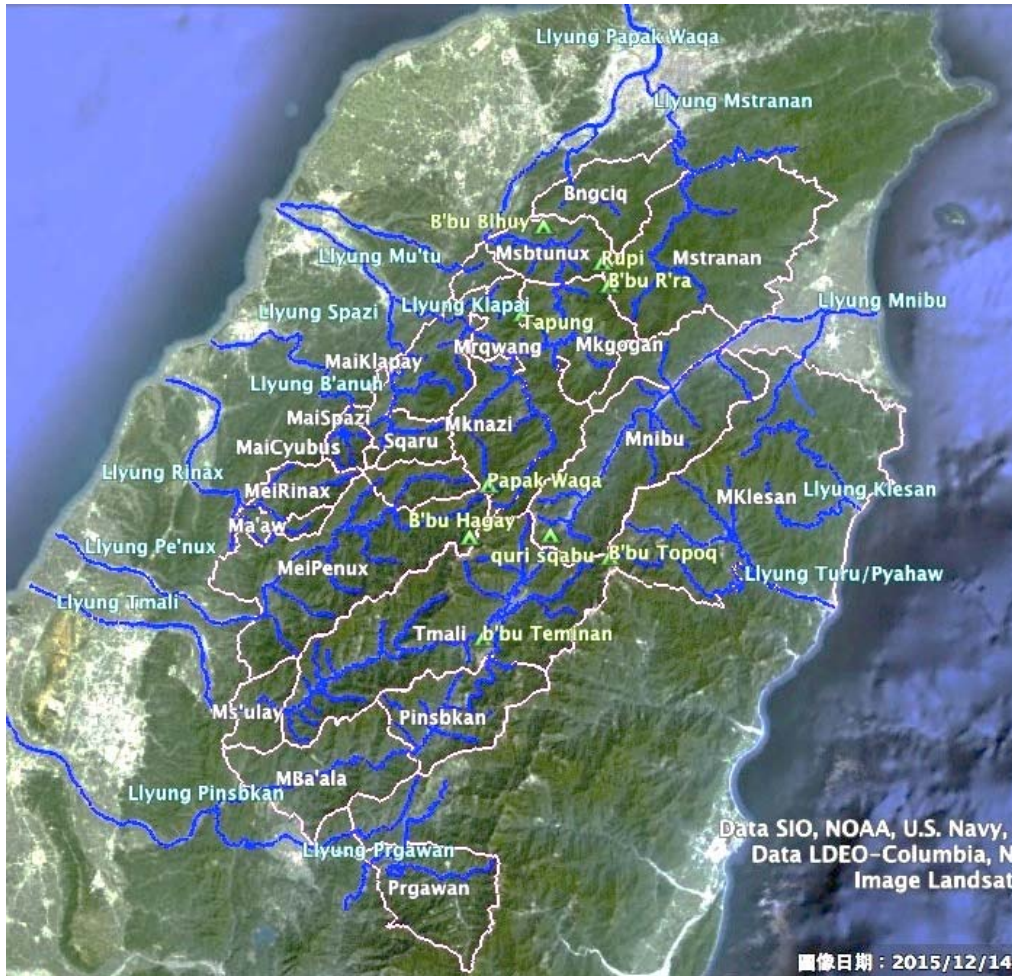 Llyung Papak Waqa
Llyung Mstranan
Bngciq
B'bu Blhuy
Msbtunux
Rupi
Mstranan
Llyung Mu'tu
B'bu R'ra
Llyung Mnibu
Llyung Klapai
Llyung Spazi
Tapung
Mrqwang
Mkgogan
MaiKlapay
Llyung B'anuh
MaiSpazi
Mknazi
Sqaru
Mnibu
MaiCyubus
Llyung Rinax
Papak Waqa
MeiRinax
MKlesan
Llyung Klesan
B'bu Hagay
Ma'aw
Llyung Pe'nux
quri sqabu
B'bu Topoq
MeiPenux
Llyung Turu/Pyahaw
Llyung Tmali
Tmali
b'bu Teminan
Ms'ulay
Pinsbkan
MBa'ala
Llyung Pinsbkan
Data SIO, NOAA, U.S. Navy,
Llyung Prgawan
Data LDEO-Columbia, N
Image Landsat
Prgawan
圖像日期：2015/12/14